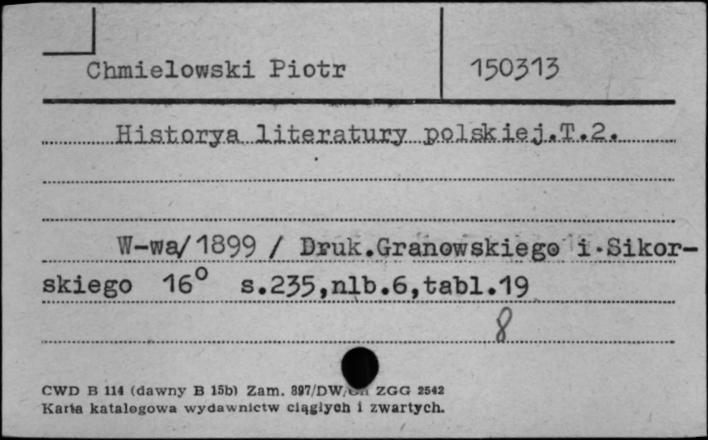 Chmielowski Piotr 150313
Historya literatury polskiej.T.2.
W-wa/1899 / Druk.Granowskiego i Sikor-
skiego 16° s.235,nlb.6,tabl.19
8
CWD B 114 (dawny B 15b) Zam. 897/DW/ ZGG 2542
Karta katalogowa wydawnictw ciągłych i zwartych.